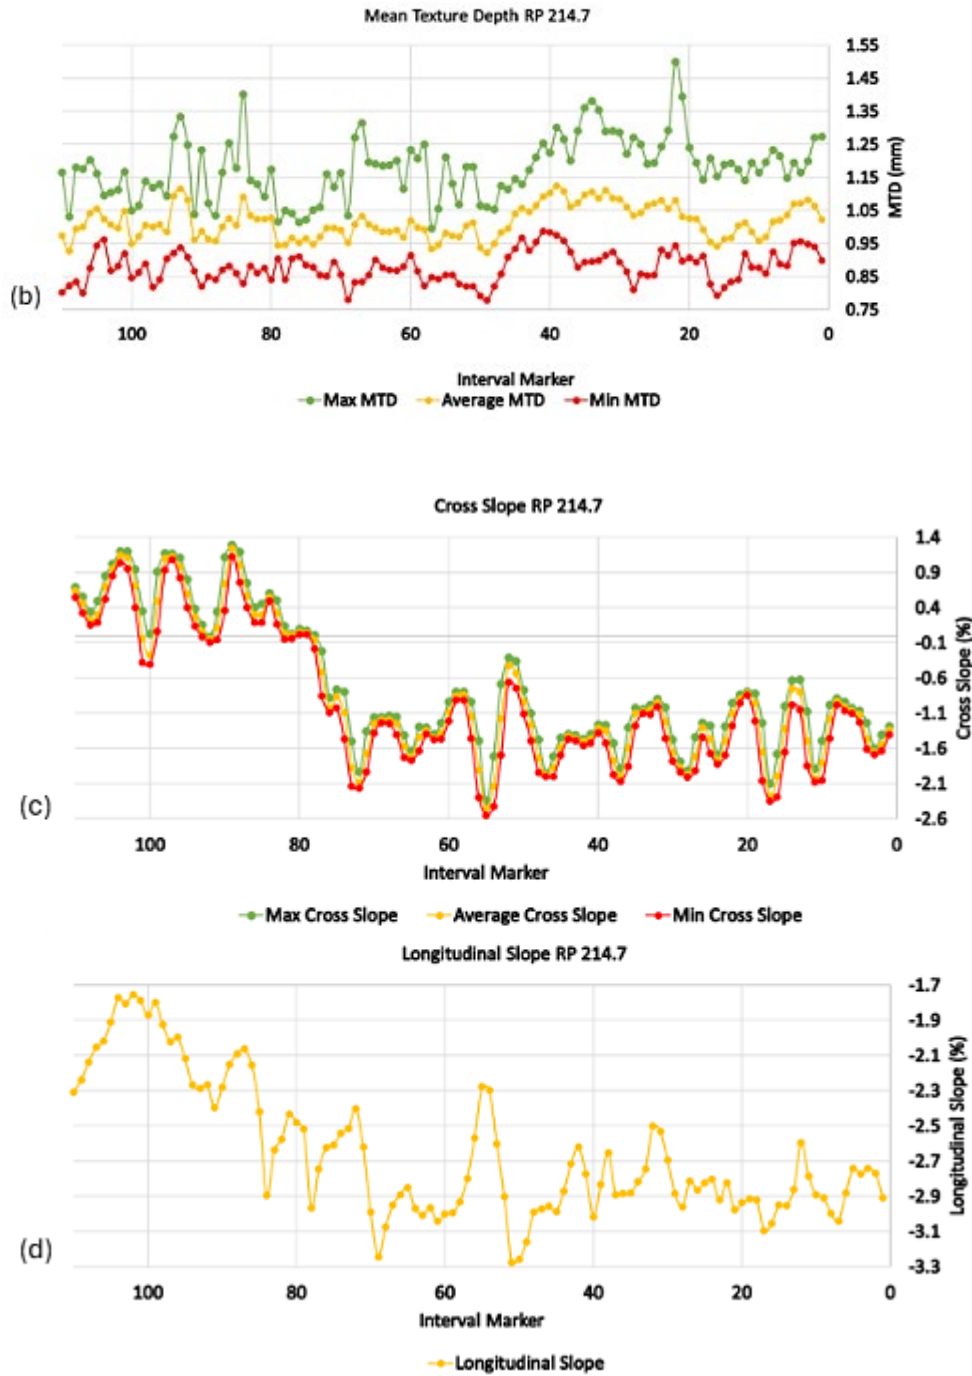 Mean Texture Depth RP 214.7
1.55
1.45
1.35
1.25
1.15
1.05
0.95
0.85
0.75
MTD (mm)
(b)
100 80 60 40 20 0
Interval Marker
Max MTD Average MTD Min MTD
Cross Slope RP 214.7
1.4
0.9
0.4
-0.1
-0.6
-1.1
-1.6
-2.1
-2.6
Cross Slope (%)
(c)
100 80 60 40 20 0
Interval Marker
Max Cross Slope Average Cross Slope Min Cross Slope
Longitudinal Slope RP 214.7
-1.7
-1.9
-2.1
-2.3
-2.5
-2.7
-2.9
-3.1
-3.3
Longitudinal Slope (%)
(d)
100 80 60 40 20 0
Interval Marker
Longitudinal Slope